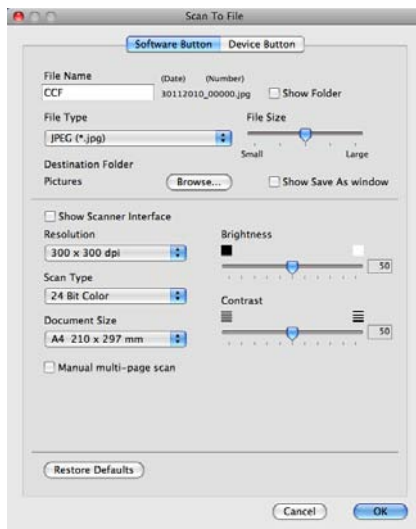 Scan To File
Software Button Device Button
File Name (Date) (Number)
CCF 30112010_00000.jpg Show Folder
File Type File Size
JPEG (*.jpg)
Small Large
Destination Folder
Pictures Browse... Show Save As window
Show Scanner Interface
Resolution Brightness
300 x 300 dpi 50
Scan Type
24 Bit Color Contrast
Document Size
A4 210 x 297 mm 50
Manual multi-page scan
Restore Defaults
Cancel OK